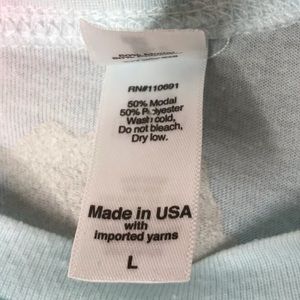 RN#110691
50% Modal
50% Polyester
Wash cold,
Do not bleach,
Dry low.
Made in USA
with
imported yarns
L